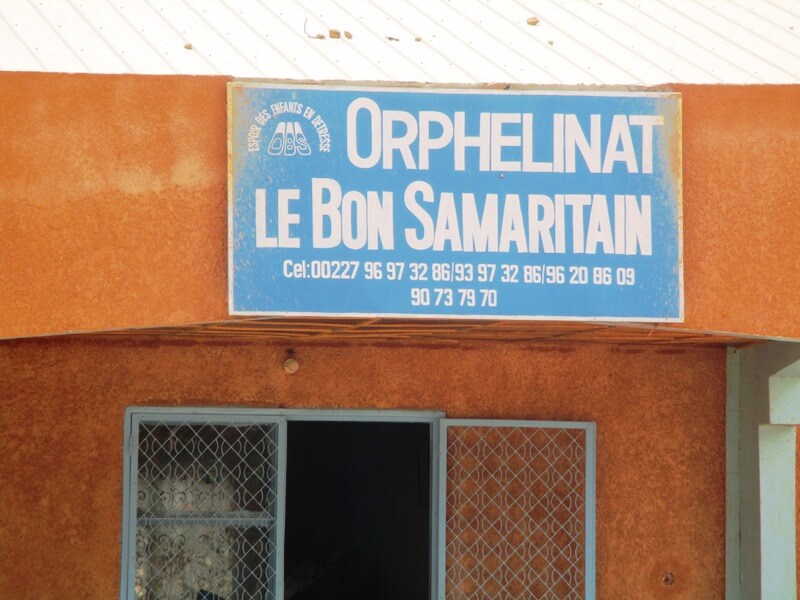 ESPOIR DES ENFANTS EN DETRESSE
OBS
ORPHELINAT
LE BON SAMARITAIN
Cel:00227 96 97 32 86/93 97 32 86/96 20 86 09
90 73 79 70